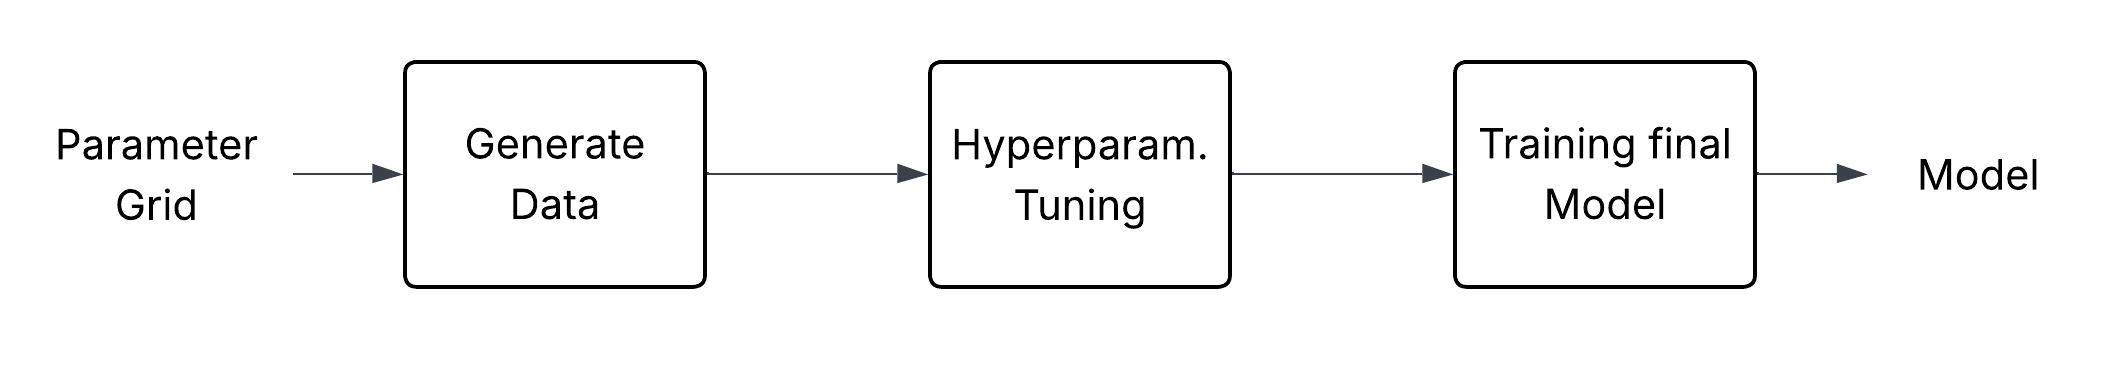 Parameter
Grid
Generate
Data
Hyperparam.
Tuning
Training final
Model
Model